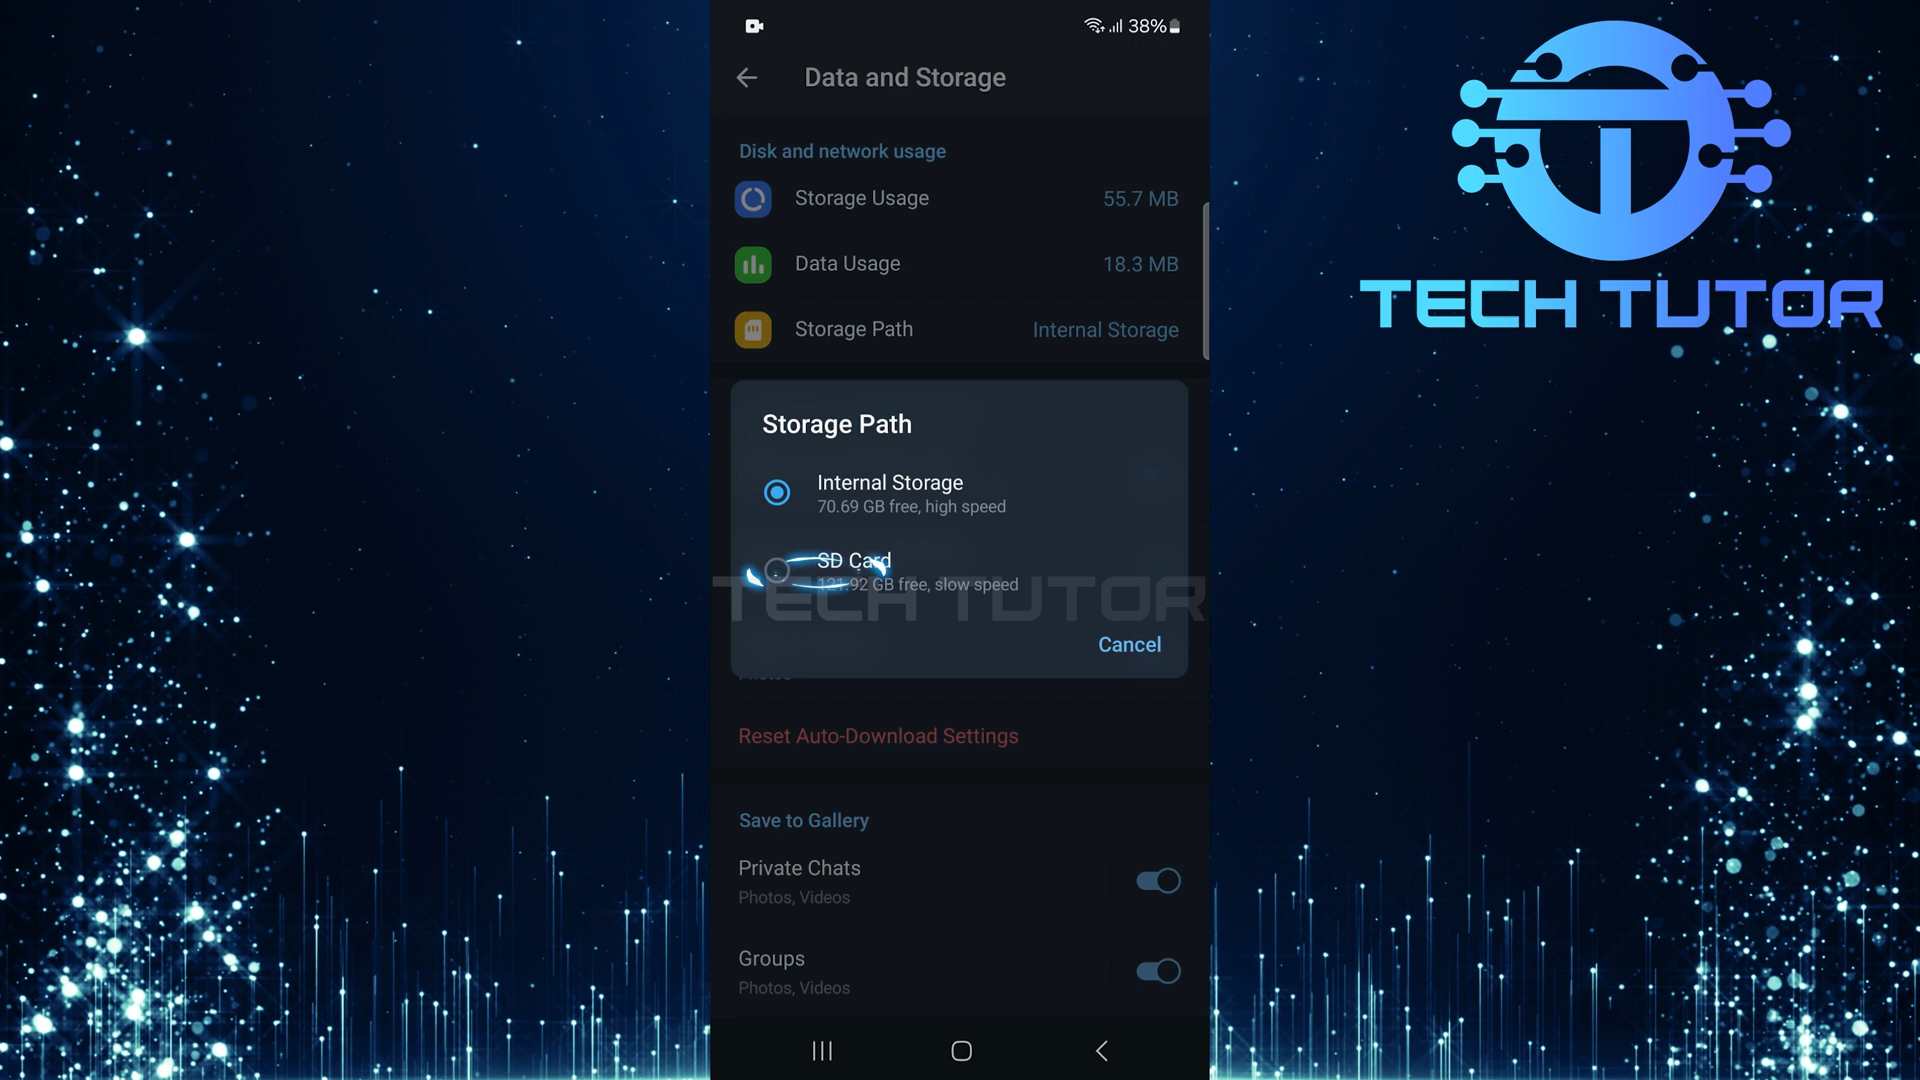 38%
Data and Storage
Disk and network usage
Storage Usage 55.7 MB
Data Usage 18.3 MB
Storage Path Internal Storage
Storage Path
Internal Storage
70.69 GB free, high speed
SD Card
121.92 GB free, slow speed
TECH TUTOR
Cancel
Photos
Reset Auto-Download Settings
Save to Gallery
Private Chats
Photos, Videos
Groups
Photos, Videos
TECH TUTOR